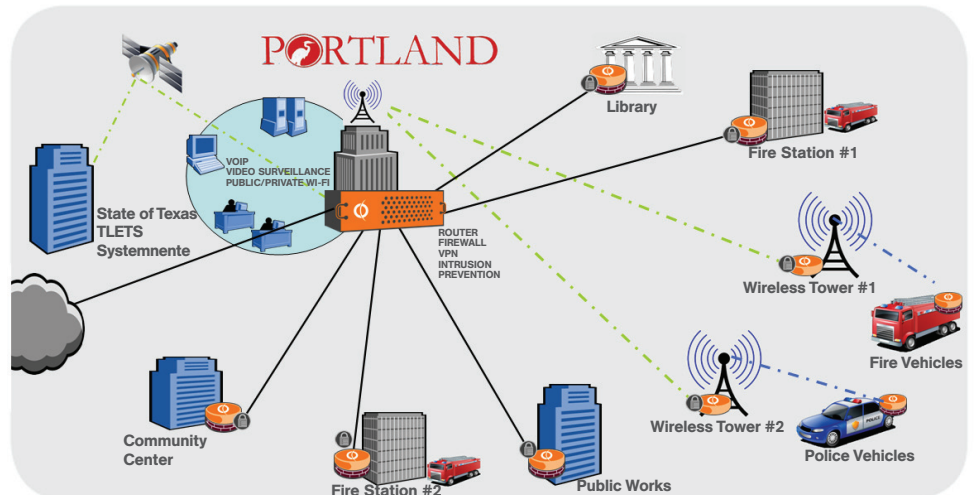 PORTLAND
Library
Fire Station #1
VOIP
VIDEO SURVEILLANCE
PUBLIC/PRIVATE WI-FI
State of Texas
TLETS
Systemnente
ROUTER
FIREWALL
VPN
INTRUSION
PREVENTION
Wireless Tower #1
Fire Vehicles
Wireless Tower #2
POLICE
Police Vehicles
Community
Center
Fire Station #2
Public Works